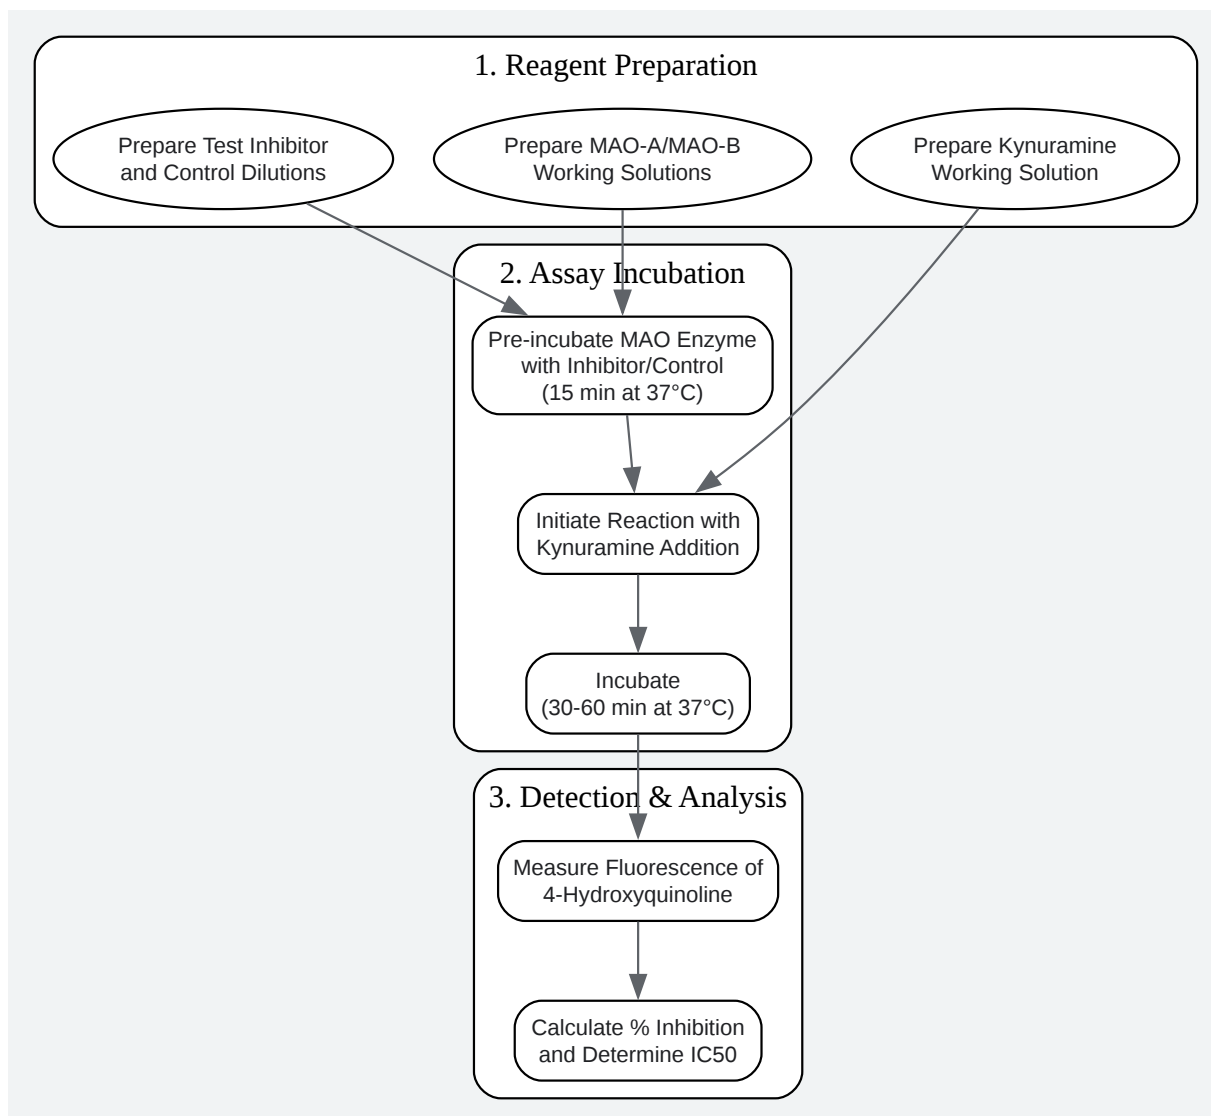 1. Reagent Preparation
Prepare Test Inhibitor
and Control Dilutions
Prepare MAO-A/MAO-B
Working Solutions
Prepare Kynuramine
Working Solution
2. Assay Incubation
Pre-incubate MAO Enzyme
with Inhibitor/Control
(15 min at 37°C)
Initiate Reaction with
Kynuramine Addition
Incubate
(30-60 min at 37°C)
3. Detection & Analysis
Measure Fluorescence of
4-Hydroxyquinoline
Calculate % Inhibition
and Determine IC50